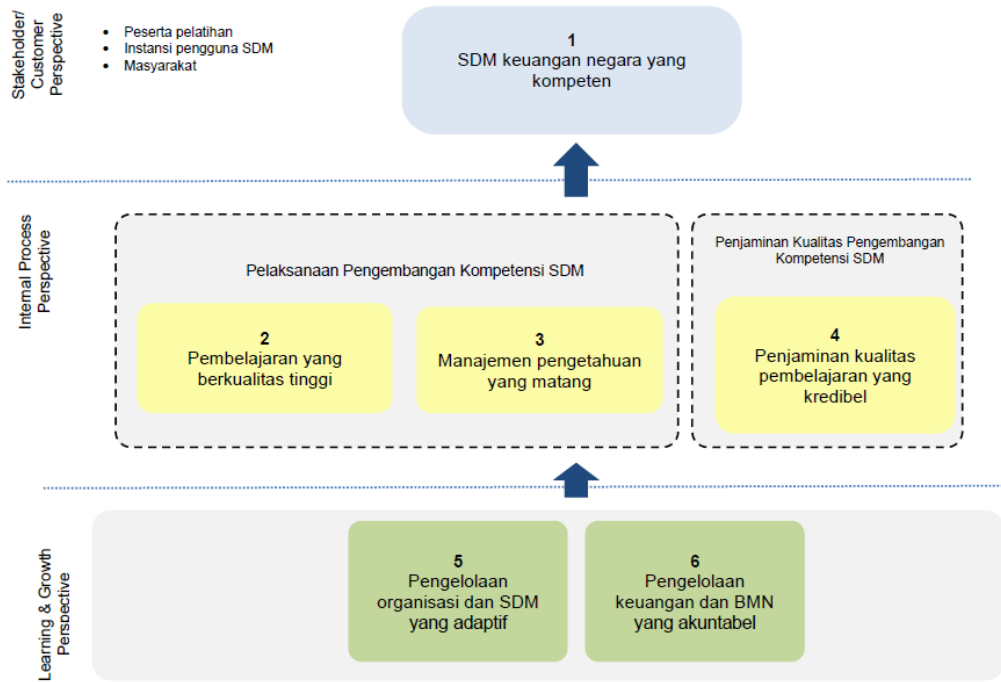 Stakeholder/
Customer
Perspective
• Peserta pelatihan
• Instansi pengguna SDM
• Masyarakat
1
SDM keuangan negara yang
kompeten
Internal Process
Perspective
Pelaksanaan Pengembangan Kompetensi SDM
2
Pembelajaran yang
berkualitas tinggi
3
Manajemen pengetahuan
yang matang
Penjaminan Kualitas Pengembangan
Kompetensi SDM
4
Penjaminan kualitas
pembelajaran yang
kredibel
Learning & Growth
Perspective
5
Pengelolaan
organisasi dan SDM
yang adaptif
6
Pengelolaan
keuangan dan BMN
yang akuntabel